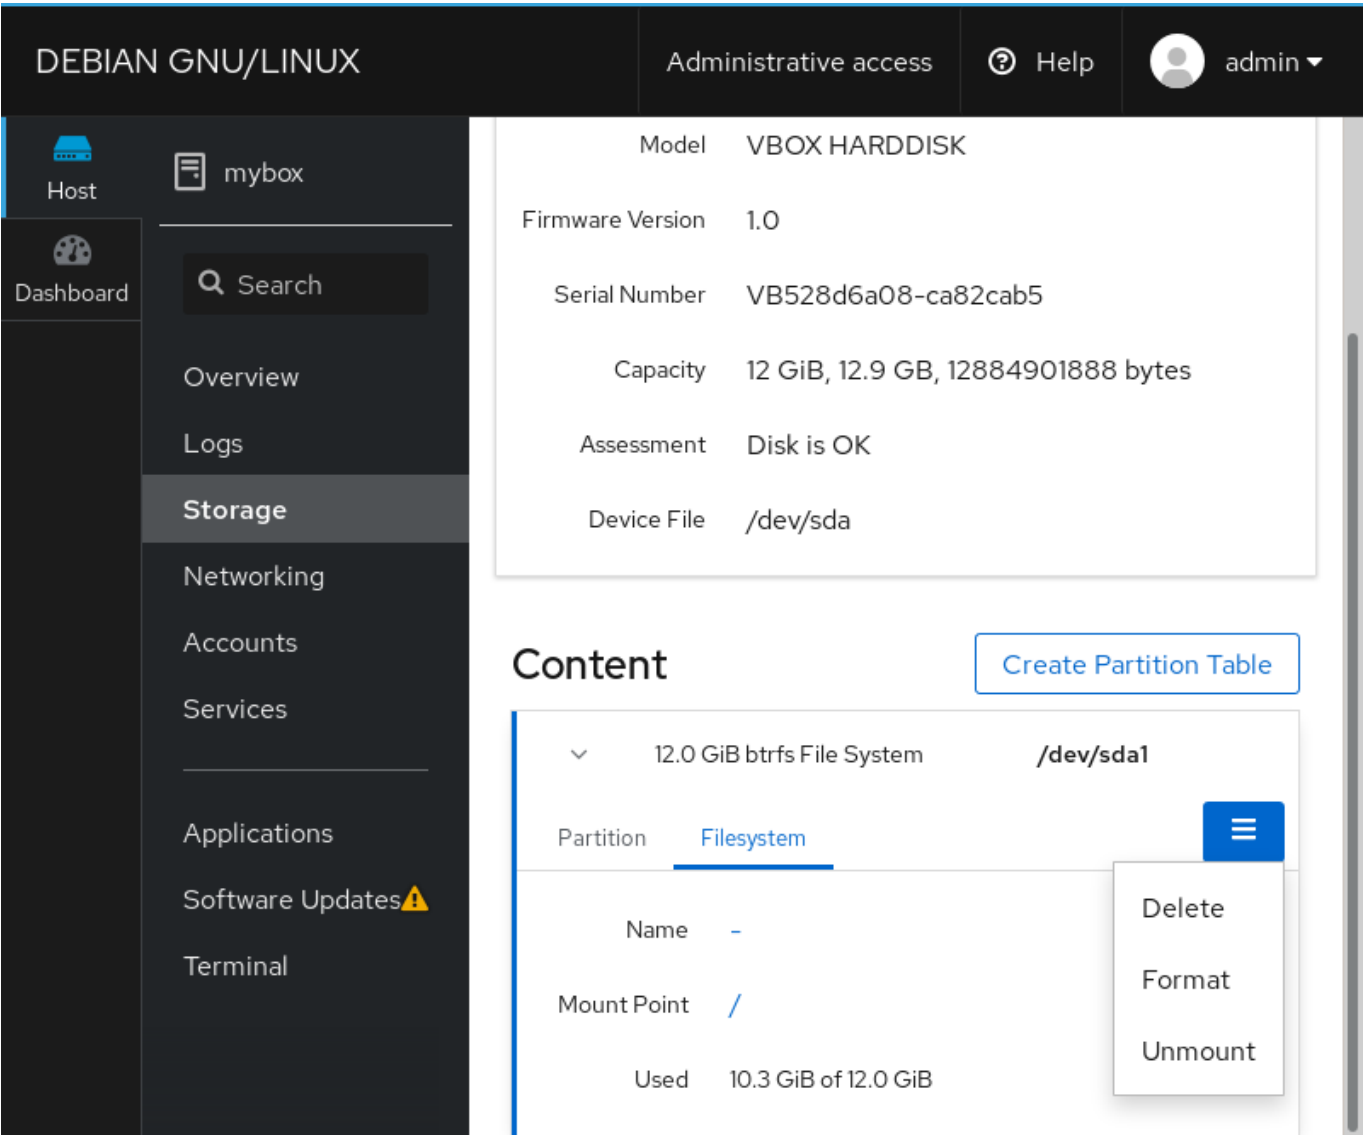 DEBIAN GNU/LINUX
Administrative access
Help
admin
Host
Dashboard
mybox
Search
Overview
Logs
Storage
Networking
Accounts
Services
Applications
Software Updates
Terminal
Model VBOX HARDDISK
Firmware Version 1.0
Serial Number VB528d6a08-ca82cab5
Capacity 12 GiB, 12.9 GB, 12884901888 bytes
Assessment Disk is OK
Device File /dev/sda
Content
Create Partition Table
12.0 GiB btrfs File System /dev/sda1
Partition Filesystem
Delete
Format
Unmount
Name -
Mount Point /
Used 10.3 GiB of 12.0 GiB